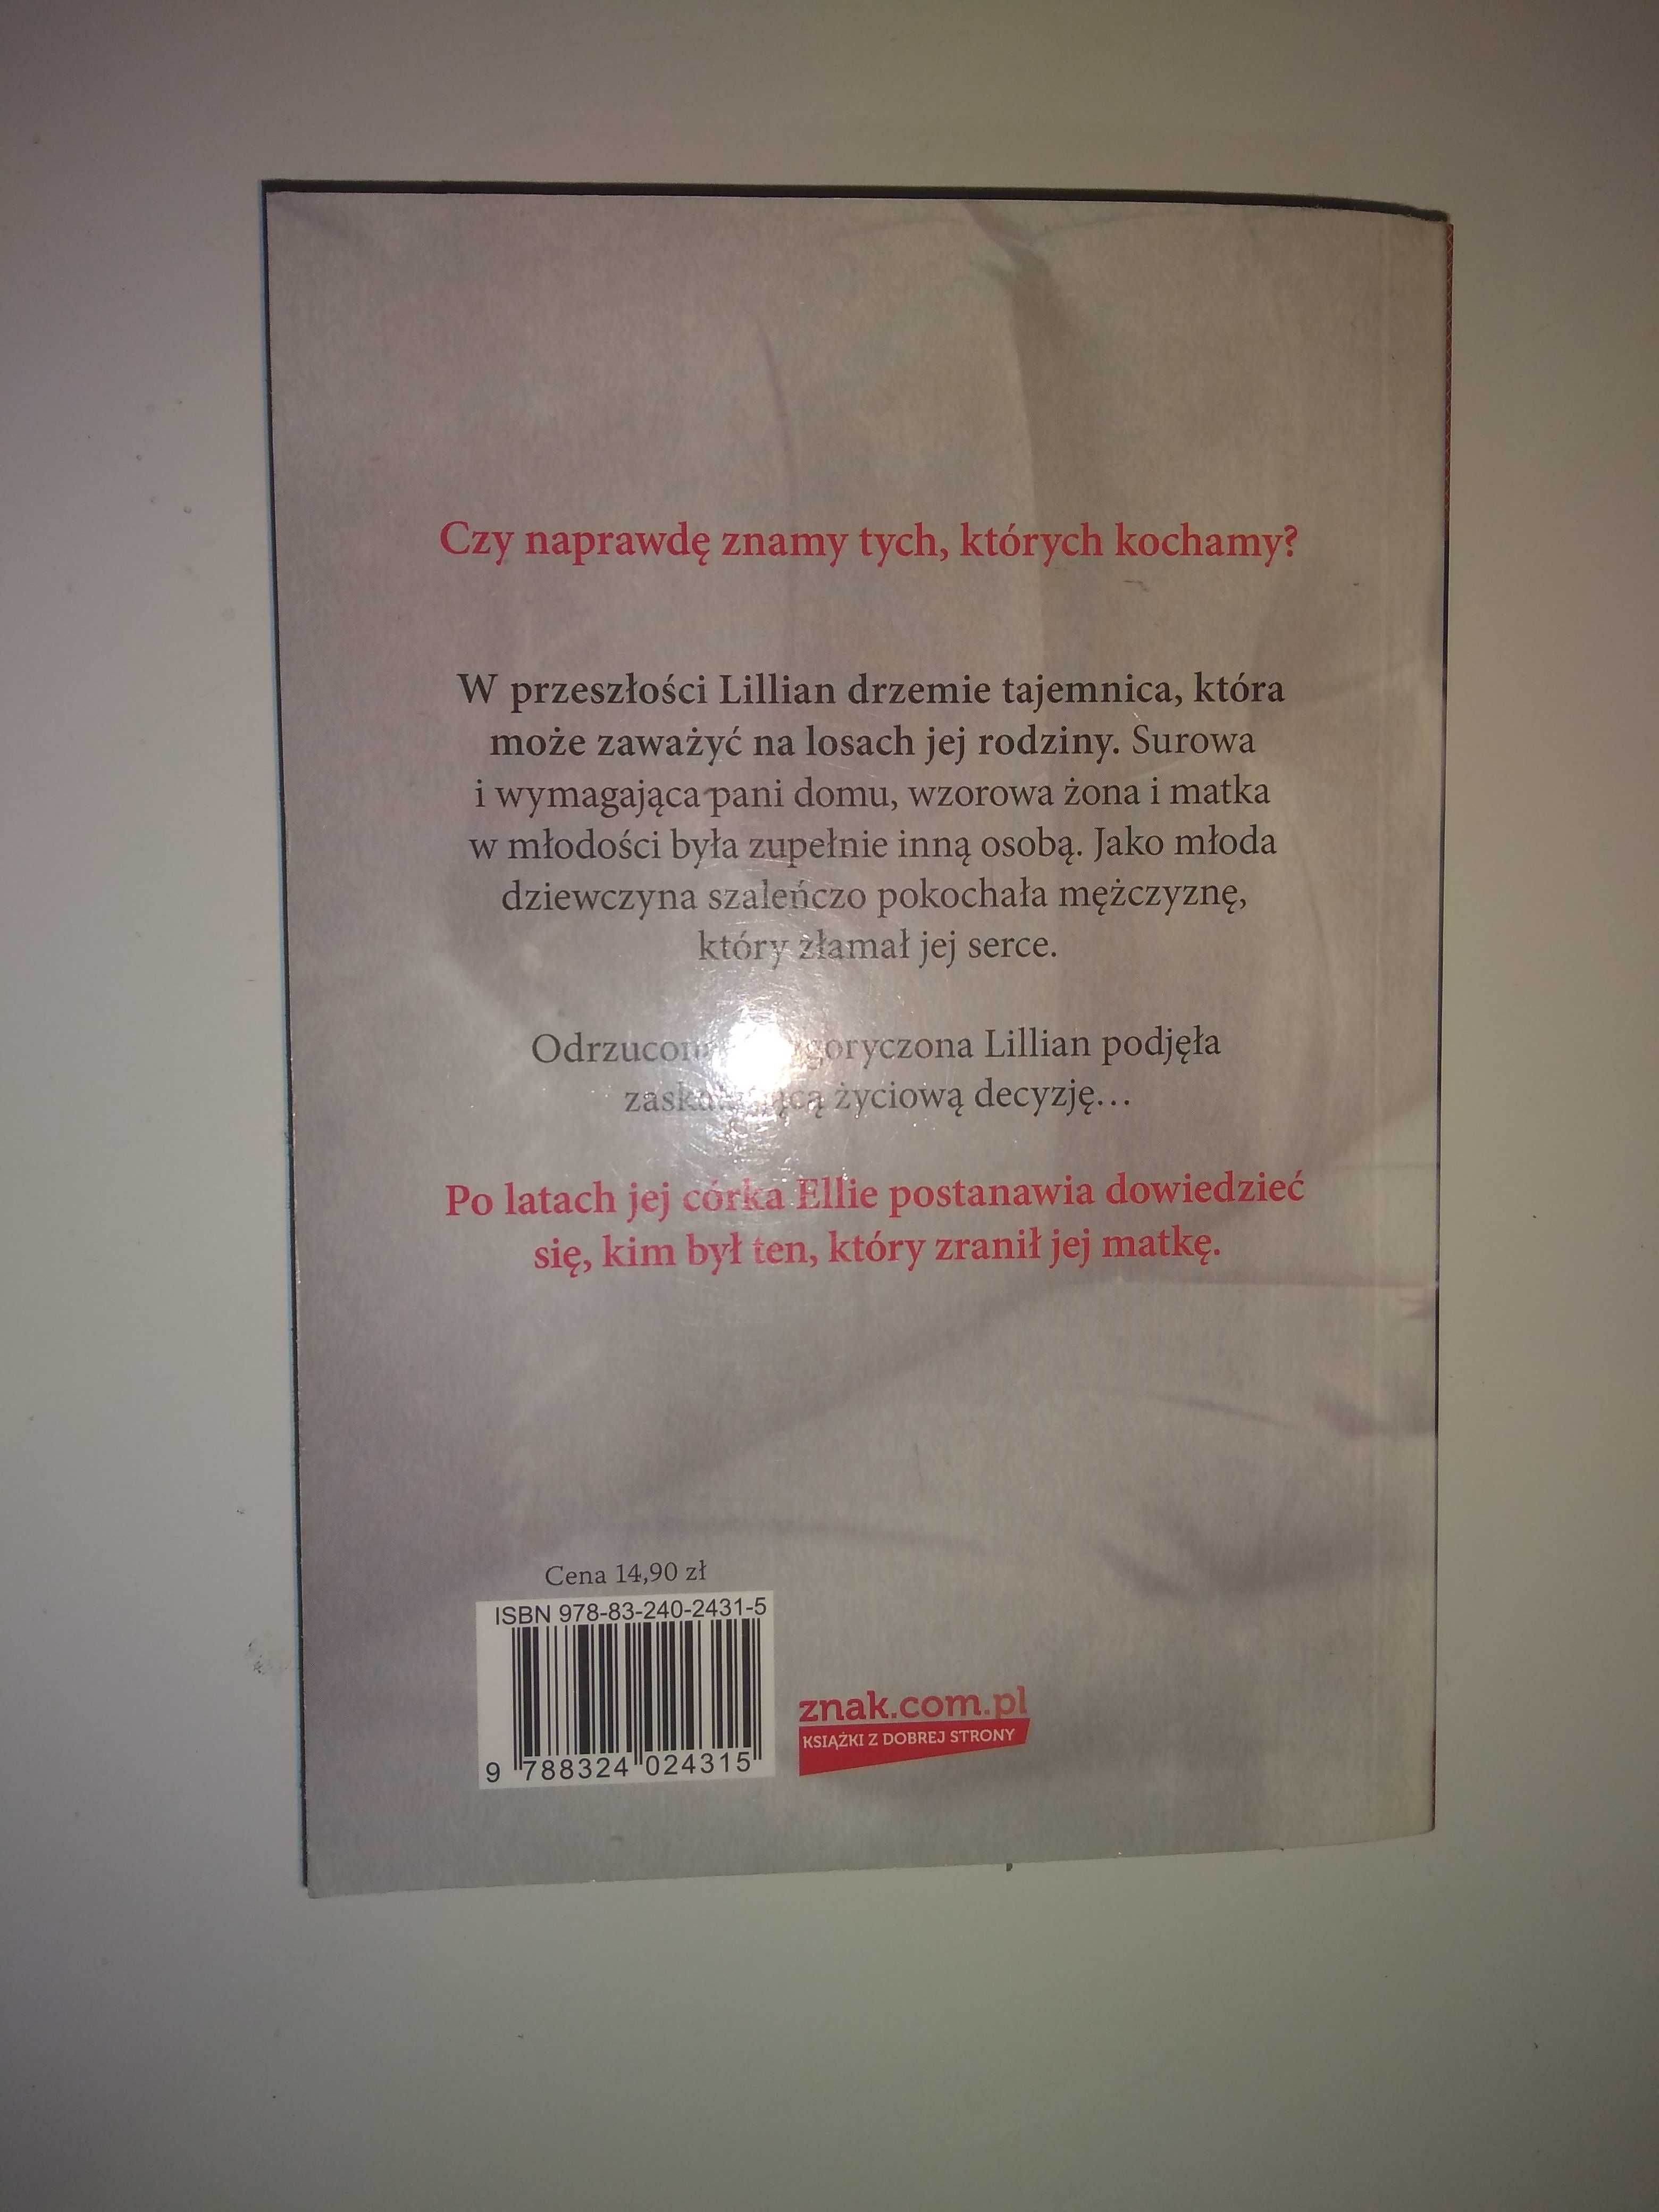 Czy naprawdę znamy tych, których kochamy?
W przeszłości Lillian drzemie tajemnica, która
może zaważyć na losach jej rodziny. Surowa
i wymagająca pani domu, wzorowa żona i matka
w młodości była zupełnie inną osobą. Jako młoda
dziewczyna szaleńczo pokochała mężczyznę,
który złamał jej serce.
Lillian podjęła
życiową decyzję...
Po latach jej córka Ellie postanawia dowiedzieć
się, kim był ten, który zranił jej matkę.
Cena 14,90 zł
ISBN 978-83-240-2431-5
9 788324 024315
znak.com.pl
KSIĄŻKI Z DOBREJ STRONY